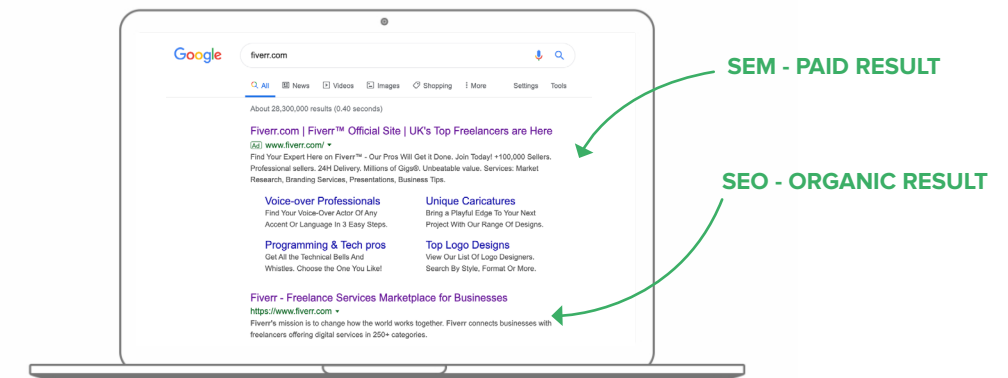 Google
fiverr.com
All News Videos Images Shopping More Settings Tools
About 28,300,000 results (0.40 seconds)
Fiverr.com | Fiverr™ Official Site | UK's Top Freelancers are Here
Ad www.fiverr.com/
Find Your Expert Here on Fiverr™ - Our Pros Will Get it Done. Join Today! +100,000 Sellers.
Professional sellers. 24H Delivery. Millions of Gigs®. Unbeatable value. Services: Market
Research, Branding Services, Presentations, Business Tips.
Voice-over Professionals
Find Your Voice-Over Actor Of Any
Accent Or Language In 3 Easy Steps.
Unique Caricatures
Bring a Playful Edge To Your Next
Project With Our Range Of Designs.
Programming & Tech pros
Get All the Technical Bells And
Whistles. Choose the One You Like!
Top Logo Designs
View Our List Of Logo Designers.
Search By Style, Format Or More.
Fiverr - Freelance Services Marketplace for Businesses
https://www.fiverr.com
Fiverr's mission is to change how the world works together. Fiverr connects businesses with
freelancers offering digital services in 250+ categories.
SEM - PAID RESULT
SEO - ORGANIC RESULT